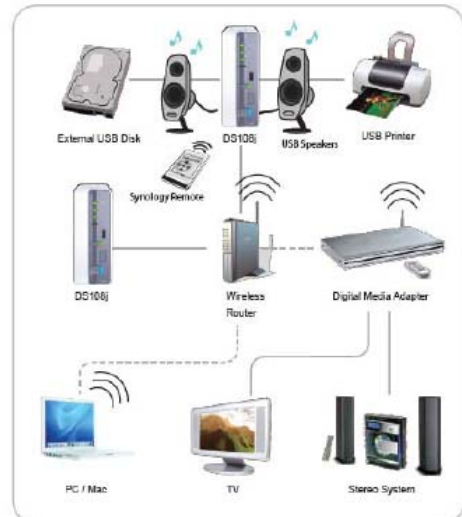 External USB Disk
DS108j
USB Speakers
USB Printer
Synology Remote
DS108j
Wireless
Router
Digital Media Adapter
PC / Mac
TV
Stereo System